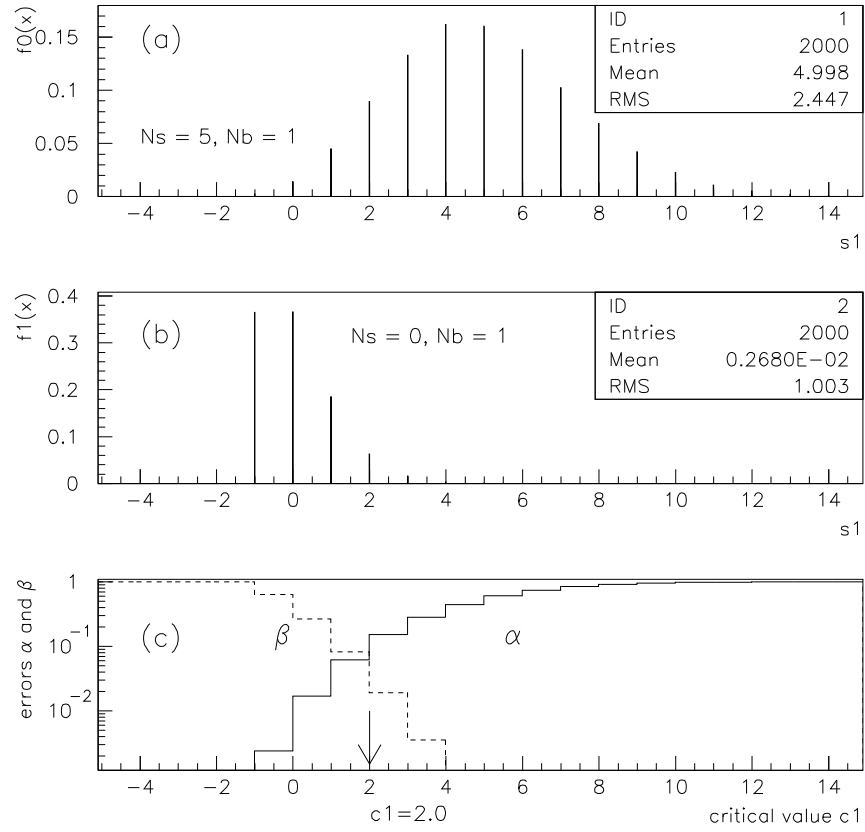 f0(x)
0.15
0.1
0.05
0
(a)
Ns = 5, Nb = 1
ID 1
Entries 2000
Mean 4.998
RMS 2.447
−4 −2 0 2 4 6 8 10 12 14
s1
f1(x)
0.4
0.3
0.2
0.1
0
(b)
Ns = 0, Nb = 1
ID 2
Entries 2000
Mean 0.2680E−02
RMS 1.003
−4 −2 0 2 4 6 8 10 12 14
s1
errors α and β
1
10⁻¹
10⁻²
(c)
β
α
−4 −2 0 2 4 6 8 10 12 14
c1=2.0
critical value c1